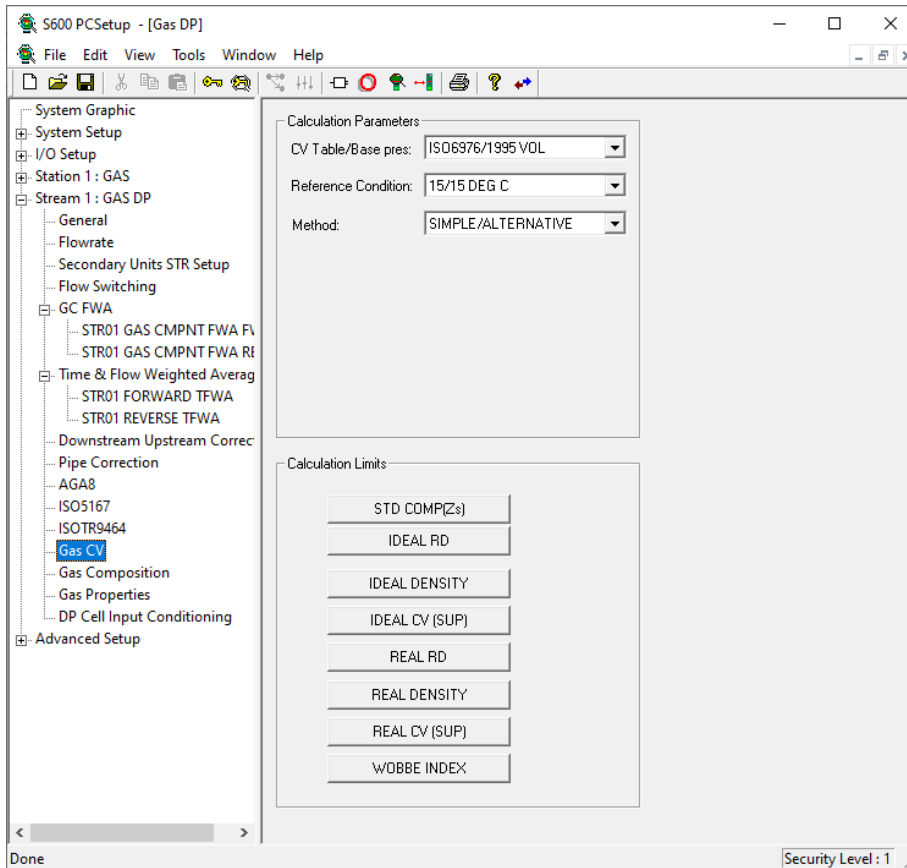 S600 PCSetup - [Gas DP]
File Edit View Tools Window Help
System Graphic
System Setup
I/O Setup
Station 1 : GAS
Stream 1 : GAS DP
General
Flowrate
Secondary Units STR Setup
Flow Switching
GC FWA
STR01 GAS CMPNT FWA FV
STR01 GAS CMPNT FWA RE
Time & Flow Weighted Averag
STR01 FORWARD TFWA
STR01 REVERSE TFWA
Downstream Upstream Correc
Pipe Correction
AGA8
ISO5167
ISOTR9464
Gas CV
Gas Composition
Gas Properties
DP Cell Input Conditioning
Advanced Setup
Calculation Parameters
CV Table/Base pres: ISO6976/1995 VOL
Reference Condition: 15/15 DEG C
Method: SIMPLE/ALTERNATIVE
Calculation Limits
STD COMP(Zs)
IDEAL RD
IDEAL DENSITY
IDEAL CV (SUP)
REAL RD
REAL DENSITY
REAL CV (SUP)
WOBBE INDEX
Done
Security Level : 1